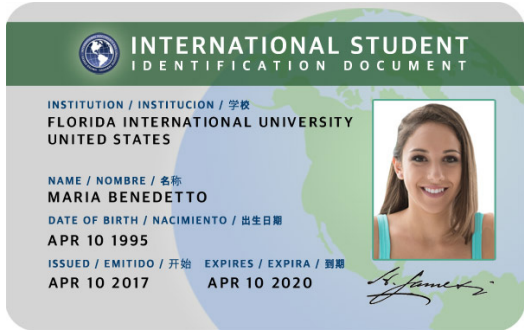 INTERNATIONAL STUDENT
IDENTIFICATION DOCUMENT
INSTITUTION / INSTITUCION / 学校
FLORIDA INTERNATIONAL UNIVERSITY
UNITED STATES
NAME / NOMBRE / 名称
MARIA BENEDETTO
DATE OF BIRTH / NACIMIENTO / 出生日期
APR 10 1995
ISSUED / EMITIDO / 开始 EXPIRES / EXPIRA / 到期
APR 10 2017 APR 10 2020